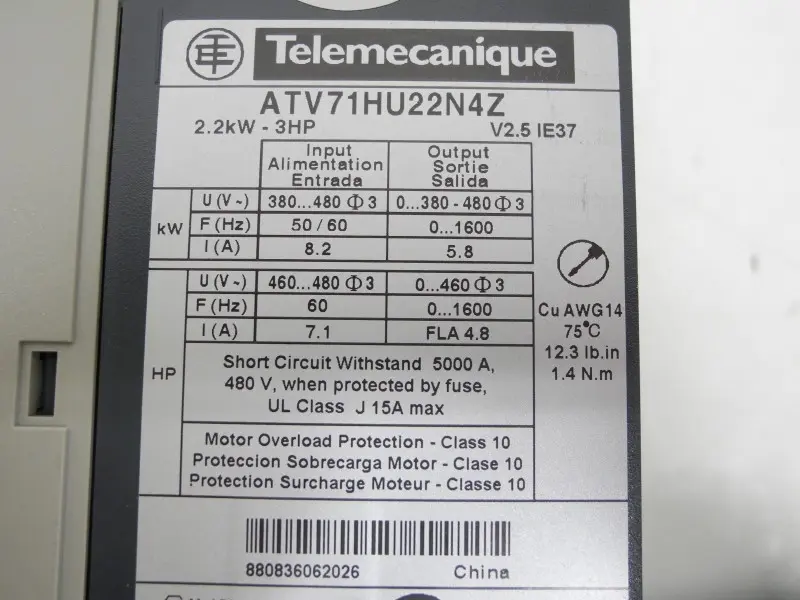 Telemecanique
ATV71HU22N4Z
2.2kW - 3HP V2.5 IE37
Input Output
Alimentation Sortie
Entrada Salida
kW
U (V~) 380...480 Φ 3 0...380 - 480 Φ 3
F (Hz) 50 / 60 0...1600
I (A) 8.2 5.8
HP
U (V~) 460...480 Φ 3 0...460 Φ 3
F (Hz) 60 0...1600
I (A) 7.1 FLA 4.8
Short Circuit Withstand 5000 A,
480 V, when protected by fuse,
UL Class J 15A max
Motor Overload Protection - Class 10
Proteccion Sobrecarga Motor - Clase 10
Protection Surcharge Moteur - Classe 10
Cu AWG14
75°C
12.3 lb.in
1.4 N.m
880836062026 China